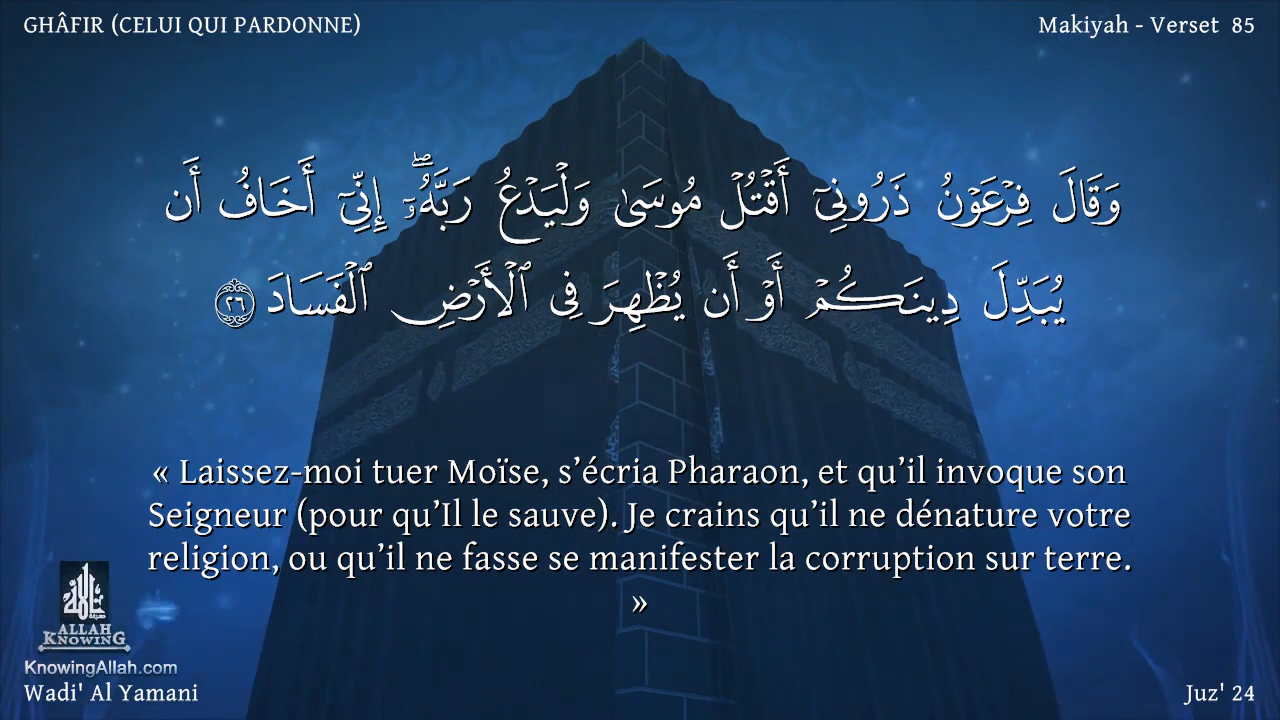 GHÂFIR (CELUI QUI PARDONNE)
Makiyah - Verset 85
وَقَالَ فِرْعَوْنُ ذَرُونِىٓ أَقْتُلْ مُوسَىٰ وَلْيَدْعُ رَبَّهُۥٓ ۖ إِنِّىٓ أَخَافُ أَن
يُبَدِّلَ دِينَكُمْ أَوْ أَن يُظْهِرَ فِى ٱلْأَرْضِ ٱلْفَسَادَ ٢٦
« Laissez-moi tuer Moïse, s’écria Pharaon, et qu’il invoque son
Seigneur (pour qu’Il le sauve). Je crains qu’il ne dénature votre
religion, ou qu’il ne fasse se manifester la corruption sur terre.
»
ALLAH
KNOWING
KnowingAllah.com
Wadi' Al Yamani
Juz' 24